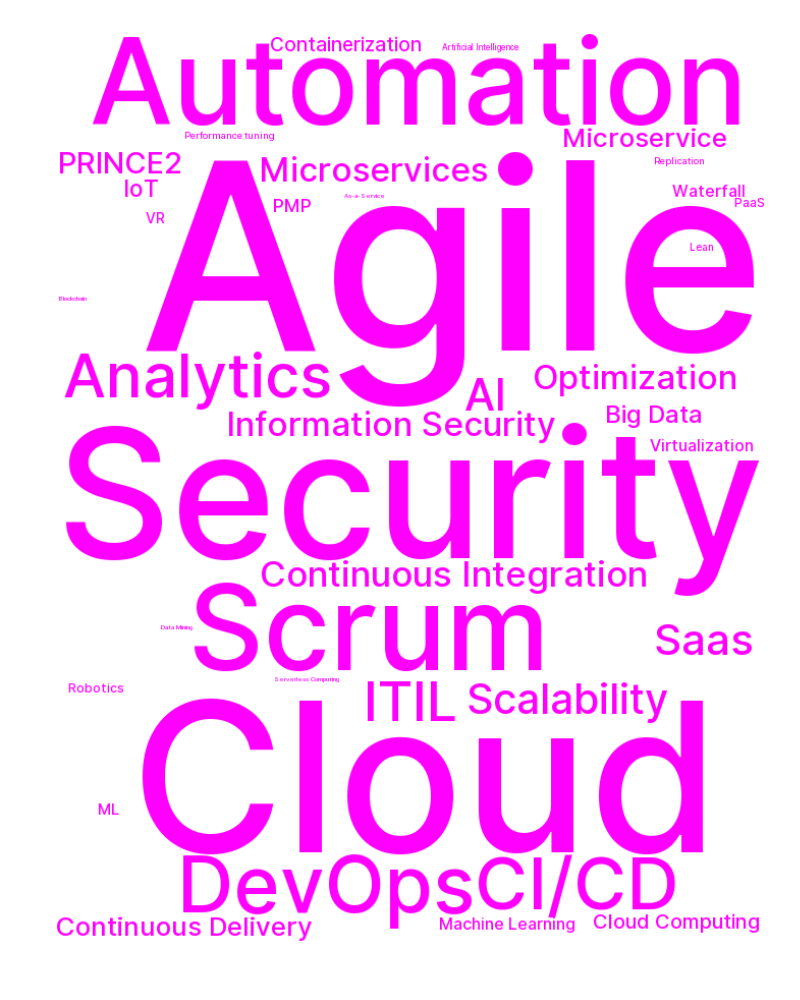 Automation
Containerization
Artificial Intelligence
Performance tuning
Microservice
PRINCE2
Microservices
Replication
IoT
Waterfall
PMP
As-a-Service
PaaS
VR
Agile
Lean
Blockchain
Analytics
Optimization
AI
Big Data
Information Security
Virtualization
Security
Continuous Integration
Scrum
Data Mining
Saas
Serverless Computing
Robotics
ITIL
Scalability
Cloud
ML
DevOps
CI/CD
Continuous Delivery
Machine Learning
Cloud Computing